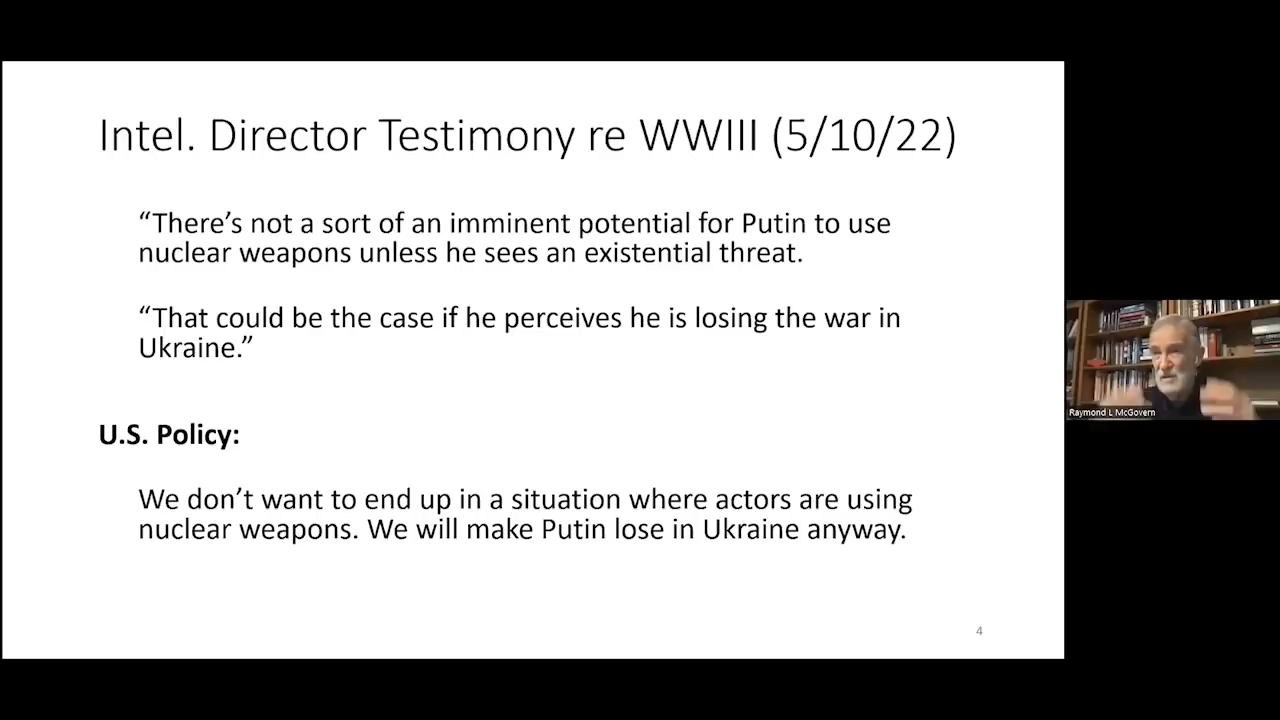 Intel. Director Testimony re WWIII (5/10/22)
“There’s not a sort of an imminent potential for Putin to use
nuclear weapons unless he sees an existential threat.
“That could be the case if he perceives he is losing the war in
Ukraine.”
U.S. Policy:
We don’t want to end up in a situation where actors are using
nuclear weapons. We will make Putin lose in Ukraine anyway.
4
Raymond L McGovern